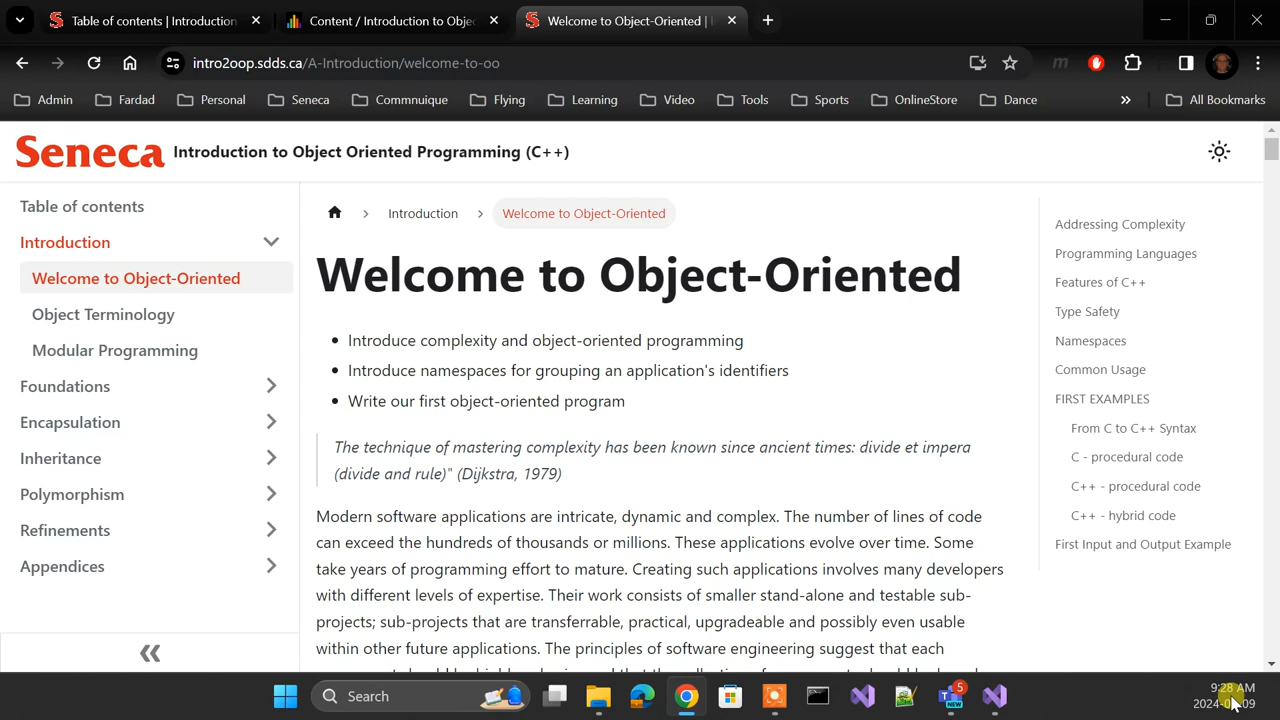 Table of contents | Introduction
Content / Introduction to Obje
Welcome to Object-Oriented |
intro2oop.sdds.ca/A-Introduction/welcome-to-oo
Admin
Fardad
Personal
Seneca
Commnuique
Flying
Learning
Video
Tools
Sports
OnlineStore
Dance
All Bookmarks
Seneca Introduction to Object Oriented Programming (C++)
Table of contents
Introduction
Welcome to Object-Oriented
Object Terminology
Modular Programming
Foundations
Encapsulation
Inheritance
Polymorphism
Refinements
Appendices
Introduction
Welcome to Object-Oriented
Welcome to Object-Oriented
Introduce complexity and object-oriented programming
Introduce namespaces for grouping an application's identifiers
Write our first object-oriented program
The technique of mastering complexity has been known since ancient times: divide et impera
(divide and rule)" (Dijkstra, 1979)
Modern software applications are intricate, dynamic and complex. The number of lines of code
can exceed the hundreds of thousands or millions. These applications evolve over time. Some
take years of programming effort to mature. Creating such applications involves many developers
with different levels of expertise. Their work consists of smaller stand-alone and testable sub-
projects; sub-projects that are transferrable, practical, upgradeable and possibly even usable
within other future applications. The principles of software engineering suggest that each
Addressing Complexity
Programming Languages
Features of C++
Type Safety
Namespaces
Common Usage
FIRST EXAMPLES
From C to C++ Syntax
C - procedural code
C++ - procedural code
C++ - hybrid code
First Input and Output Example
Search
5
NEW
9:28 AM